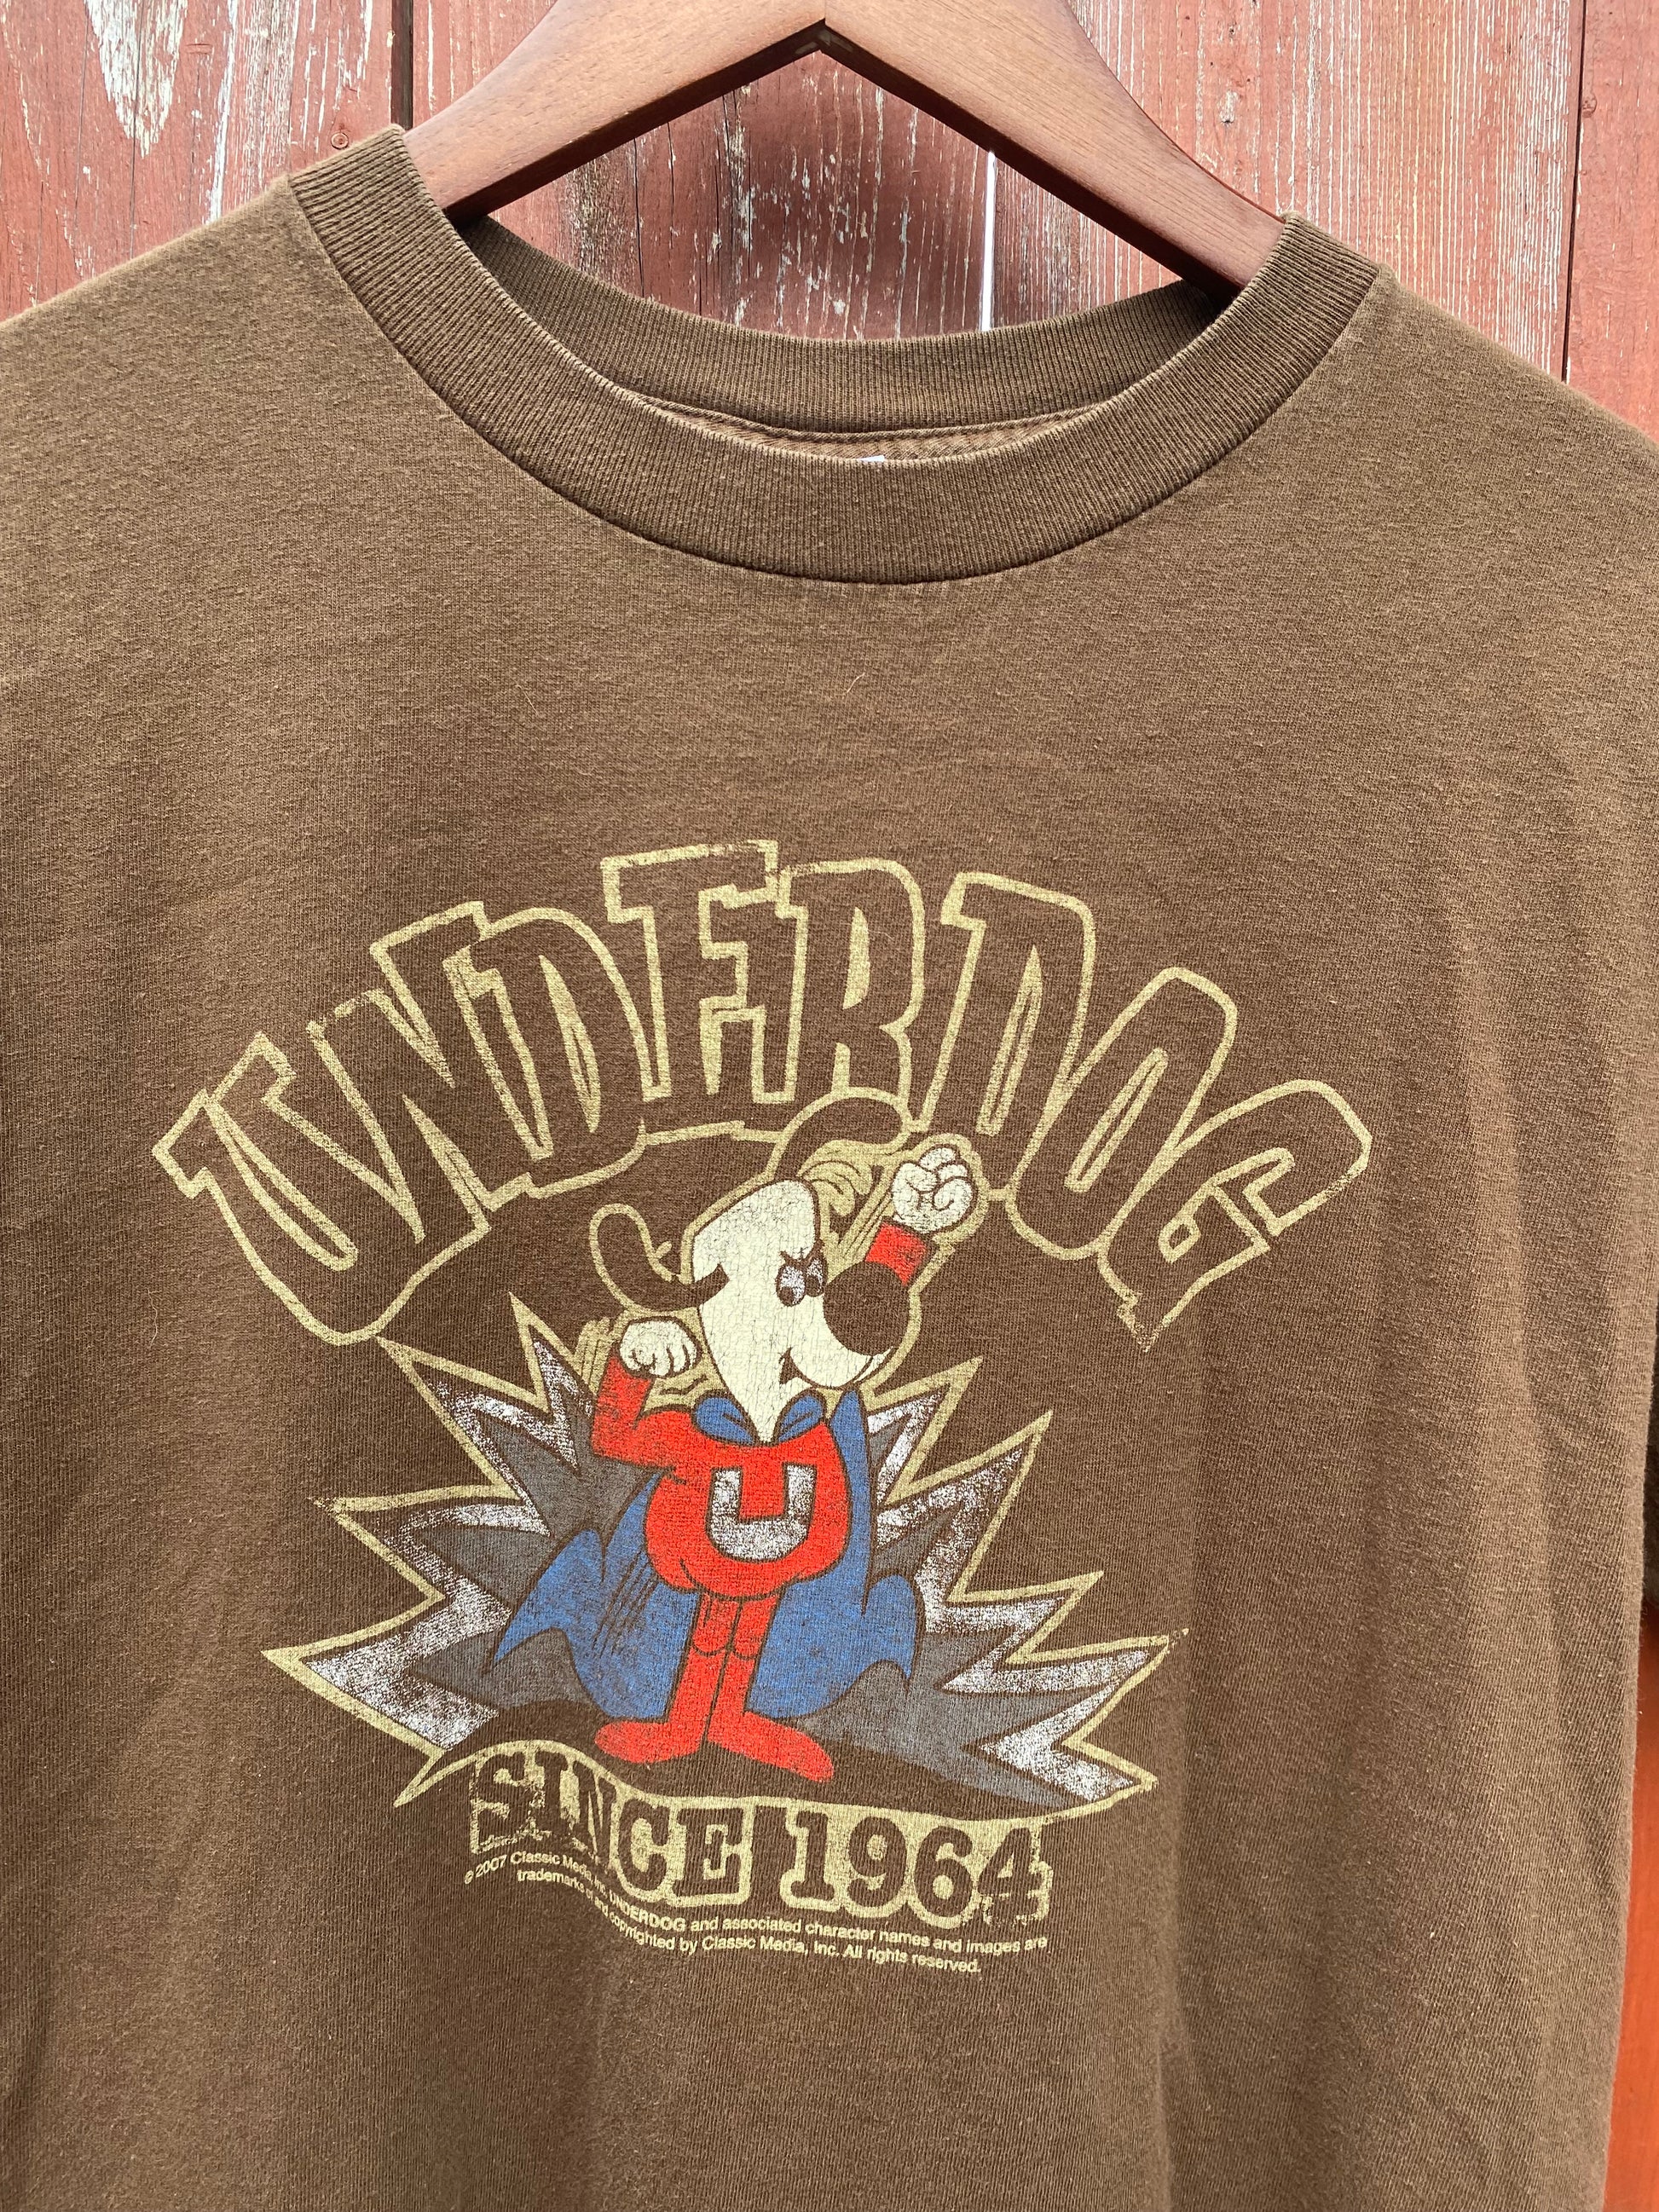 UNDERDOG
U
SINCE 1964
© 2007 Classic Media, Inc. UNDERDOG and associated character names and images are
trademarks of and copyrighted by Classic Media, Inc. All rights reserved.